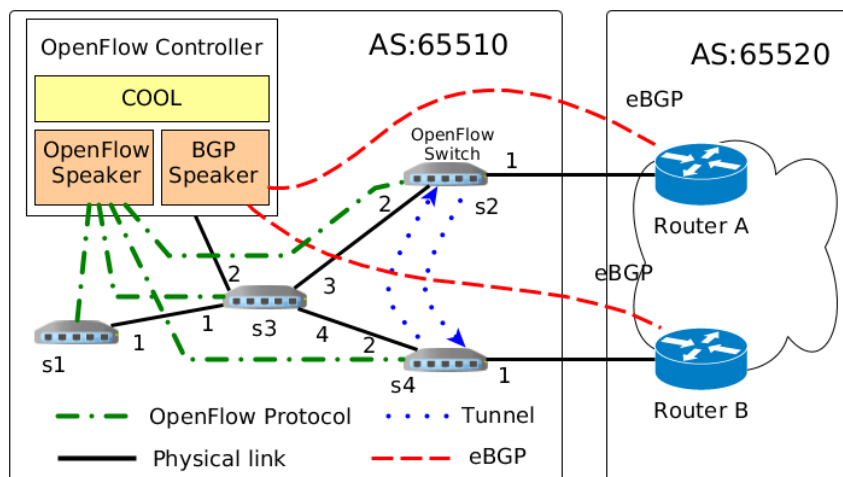 OpenFlow Controller
COOL
OpenFlow
Speaker
BGP
Speaker
AS:65510
AS:65520
eBGP
OpenFlow
Switch
1
2
s2
Router A
2
3
eBGP
1
1
s3
4
2
s1
s4
1
Router B
OpenFlow Protocol
Tunnel
Physical link
eBGP